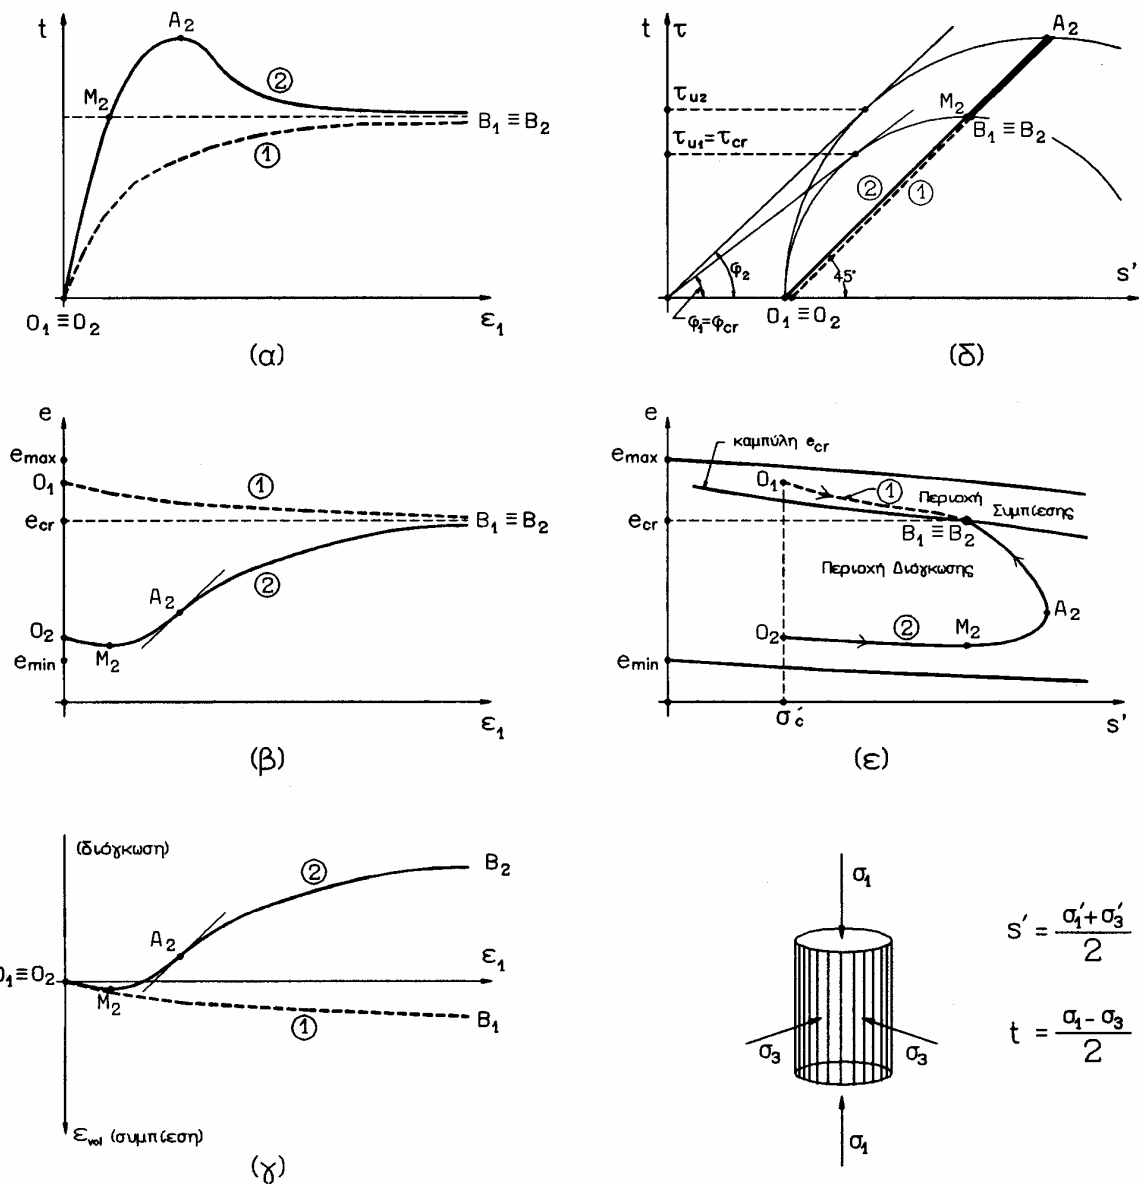 t
A₂
②
M₂
B₁ ≡ B₂
①
O₁ ≡ O₂
ε₁
(α)
t
τ
A₂
τu2
M₂
τu1=τcr
B₁ ≡ B₂
②
①
φ₂
45°
s'
φ₁=φcr
O₁ ≡ O₂
(δ)
e
emax
O₁
①
ecr
B₁ ≡ B₂
②
A₂
O₂
M₂
emin
ε₁
(β)
e
καμπύλη ecr
emax
O₁
①
Περιοχή
Συμπίεσης
ecr
B₁ ≡ B₂
Περιοχή Διόγκωσης
A₂
O₂
②
M₂
emin
σ'c
s'
(ε)
(διόγκωση)
②
B₂
A₂
ε₁
O₁≡O₂
M₂
①
B₁
εvol (συμπίεση)
(γ)
σ₁
s' = σ₁'+σ₃' / 2
t = σ₁-σ₃ / 2
σ₃
σ₃
σ₁